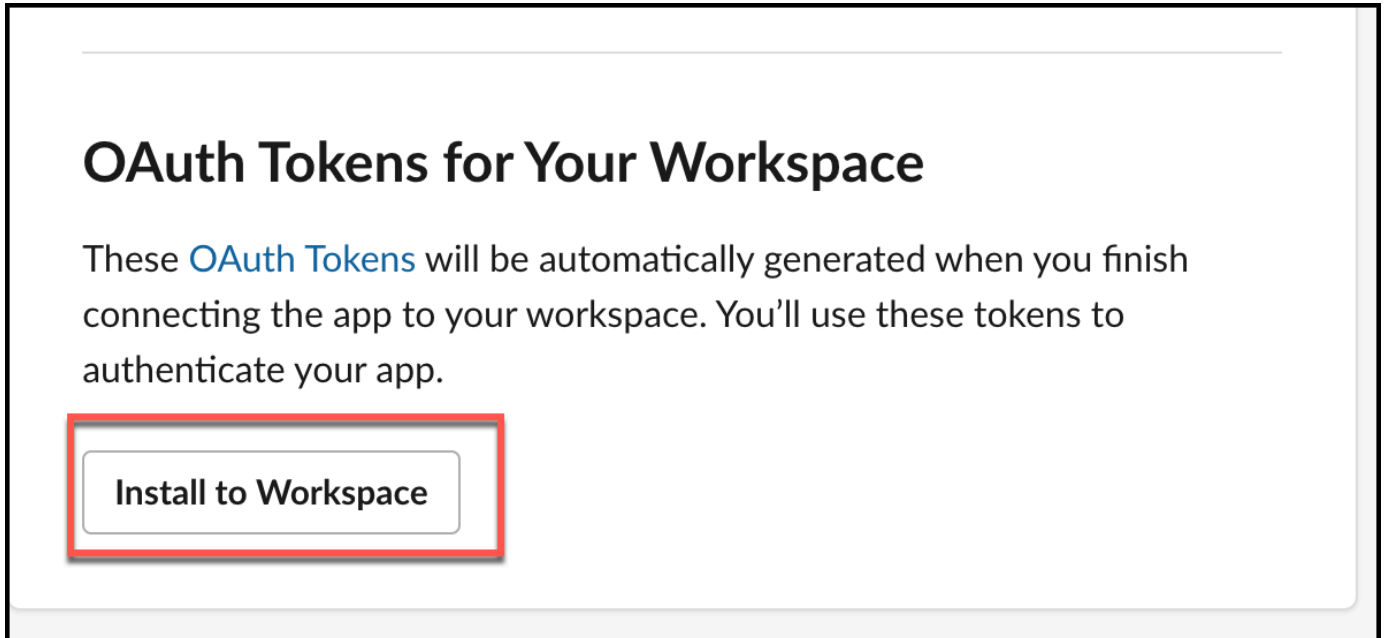 OAuth Tokens for Your Workspace
These OAuth Tokens will be automatically generated when you finish
connecting the app to your workspace. You’ll use these tokens to
authenticate your app.
Install to Workspace